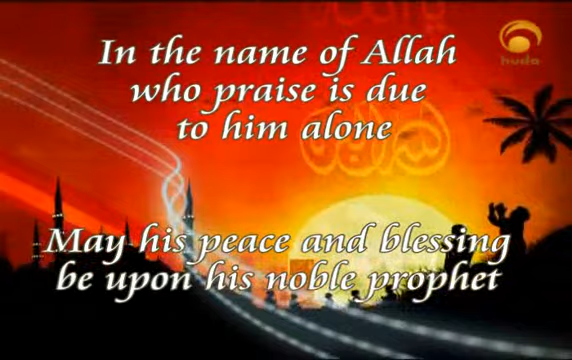 huda
In the name of Allah
who praise is due
to him alone
May his peace and blessing
be upon his noble prophet